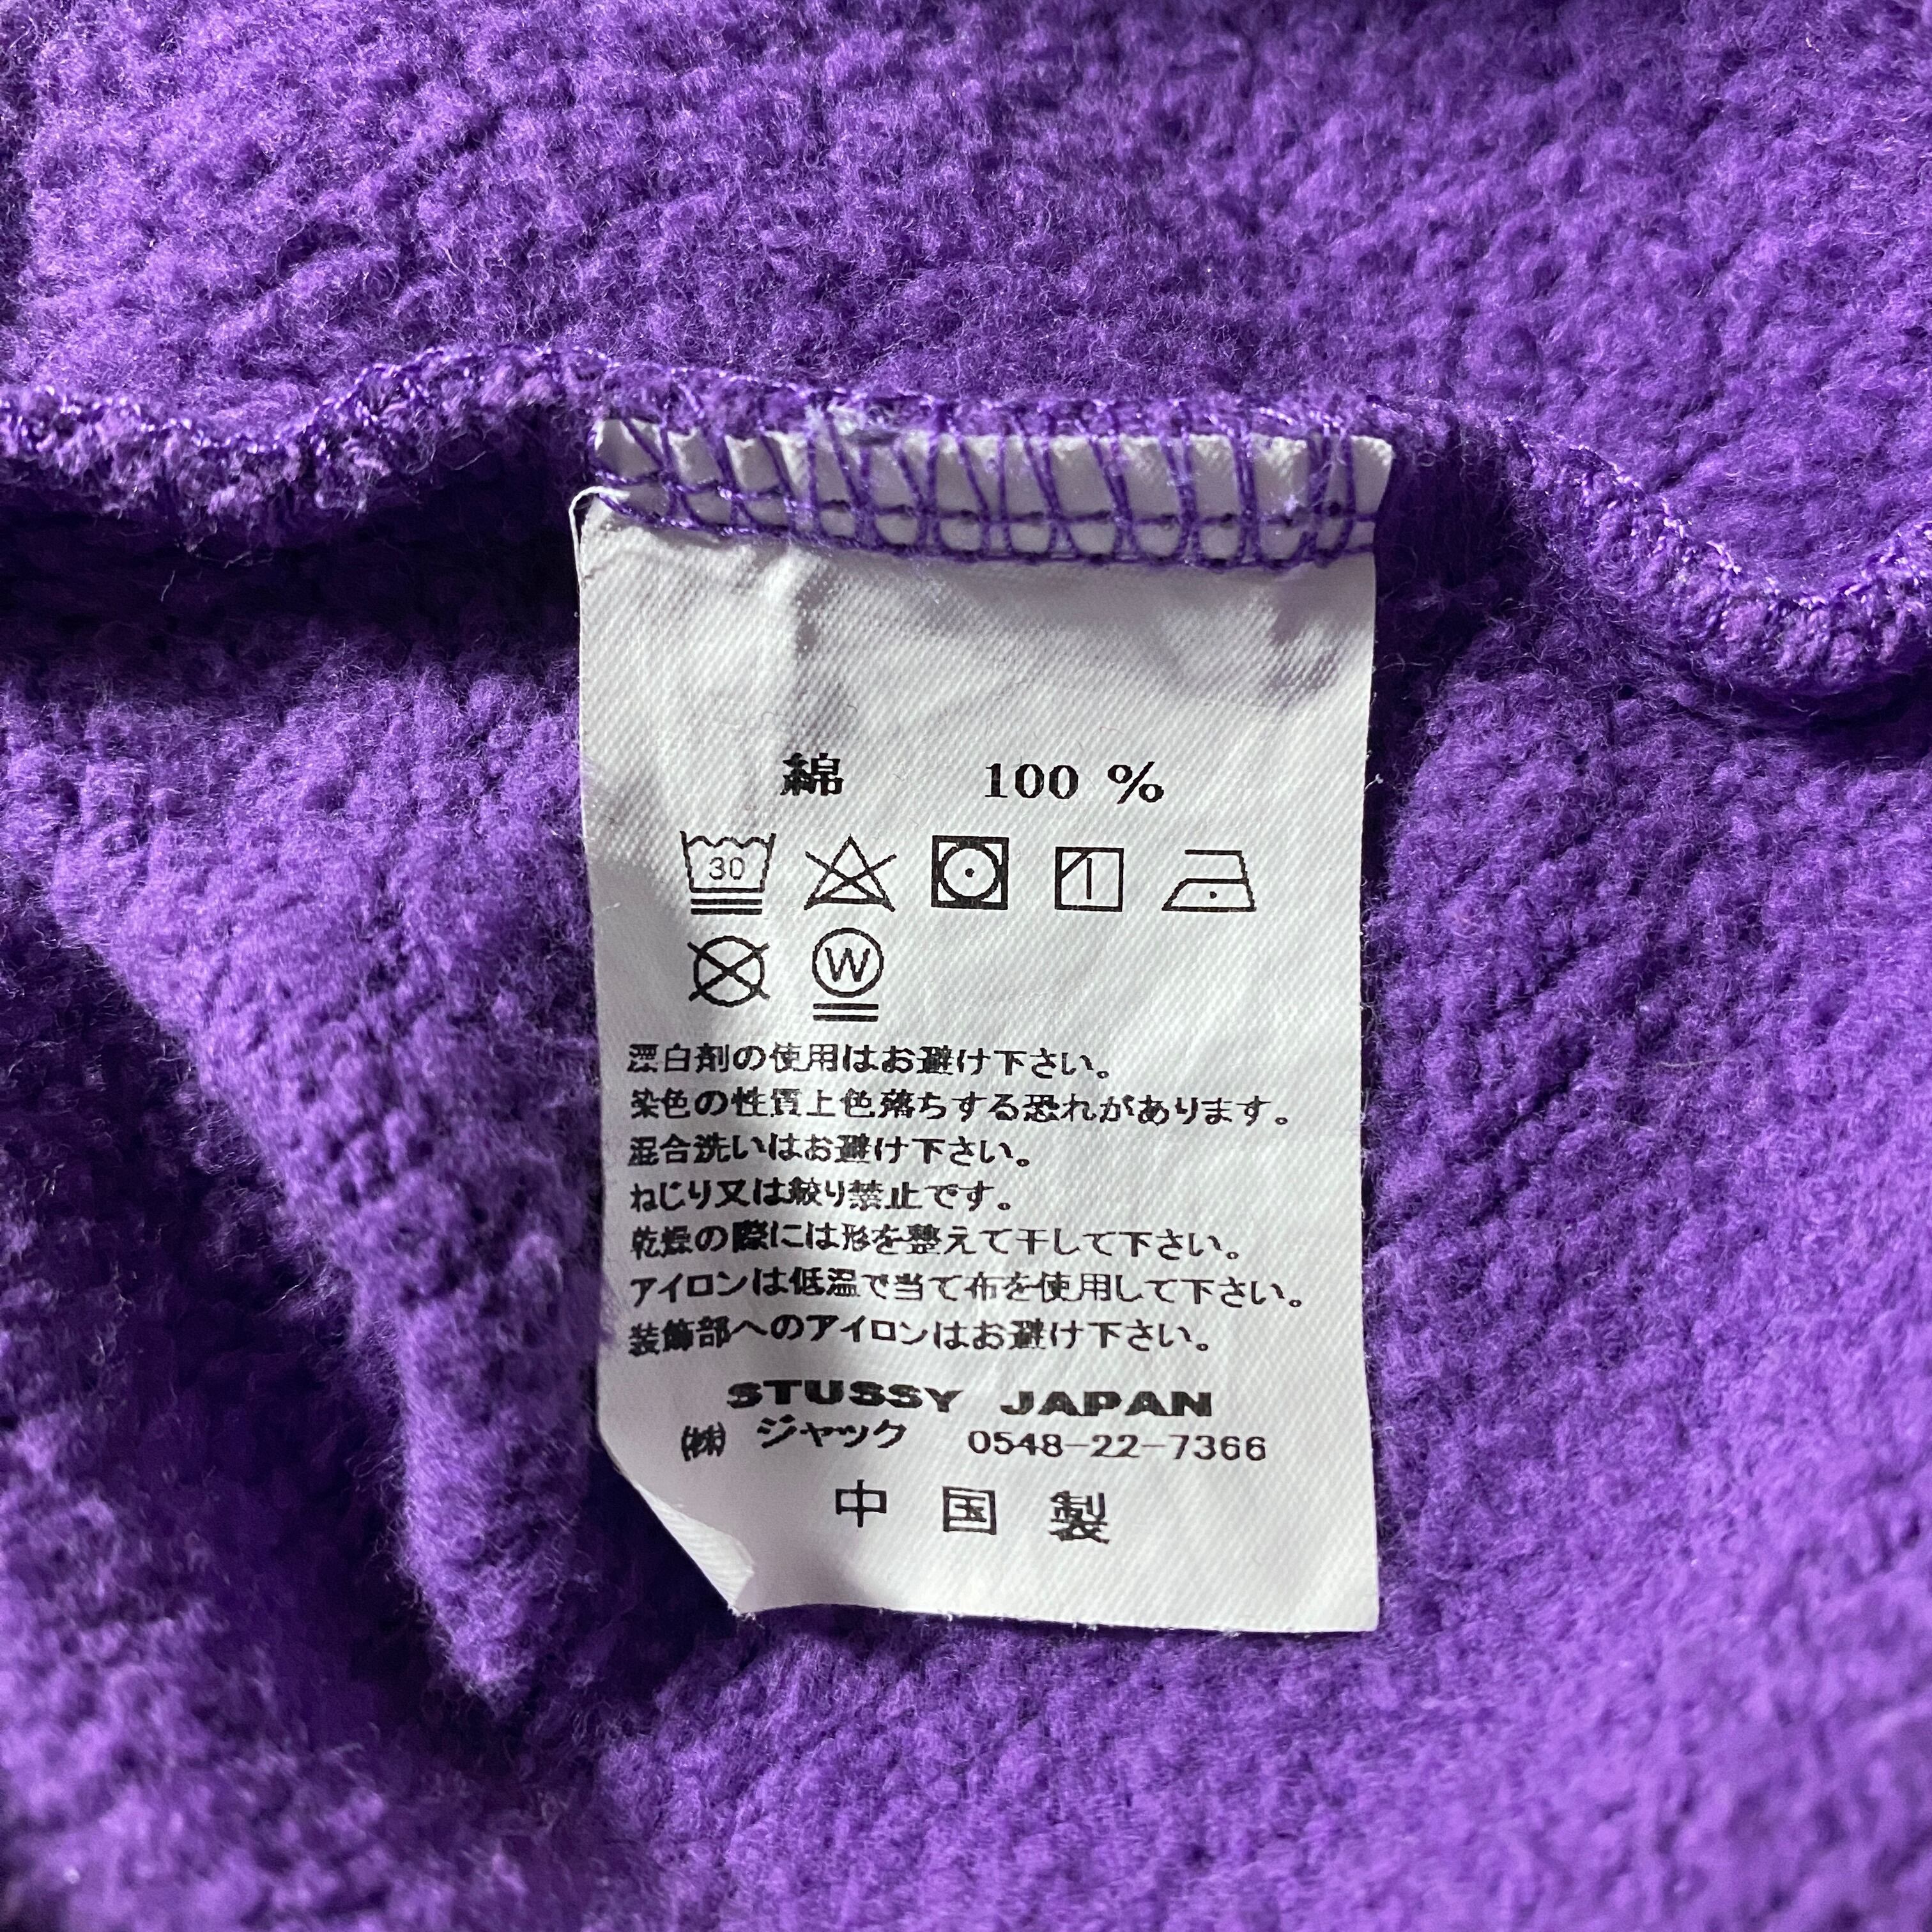 綿 100 %
30
W
漂白剤の使用はお避け下さい。
染色の性質上色落ちする恐れがあります。
混合洗いはお避け下さい。
ねじり又は絞り禁止です。
乾燥の際には形を整えて干して下さい。
アイロンは低温で当て布を使用して下さい。
装飾部へのアイロンはお避け下さい。
STUSSY JAPAN
㈱ ジャック 0548-22-7366
中国製